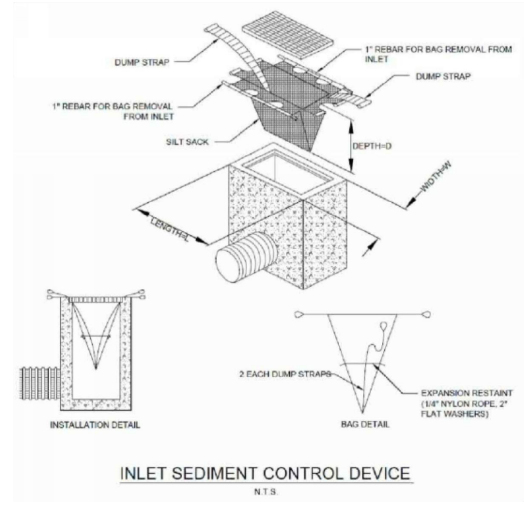 1" REBAR FOR BAG REMOVAL FROM
INLET
DUMP STRAP
DUMP STRAP
1" REBAR FOR BAG REMOVAL
FROM INLET
SILT SACK
DEPTH=D
WIDTH=W
LENGTH=L
2 EACH DUMP STRAPS
EXPANSION RESTAINT
(1/4" NYLON ROPE, 2"
FLAT WASHERS)
INSTALLATION DETAIL
BAG DETAIL
INLET SEDIMENT CONTROL DEVICE
N.T.S.